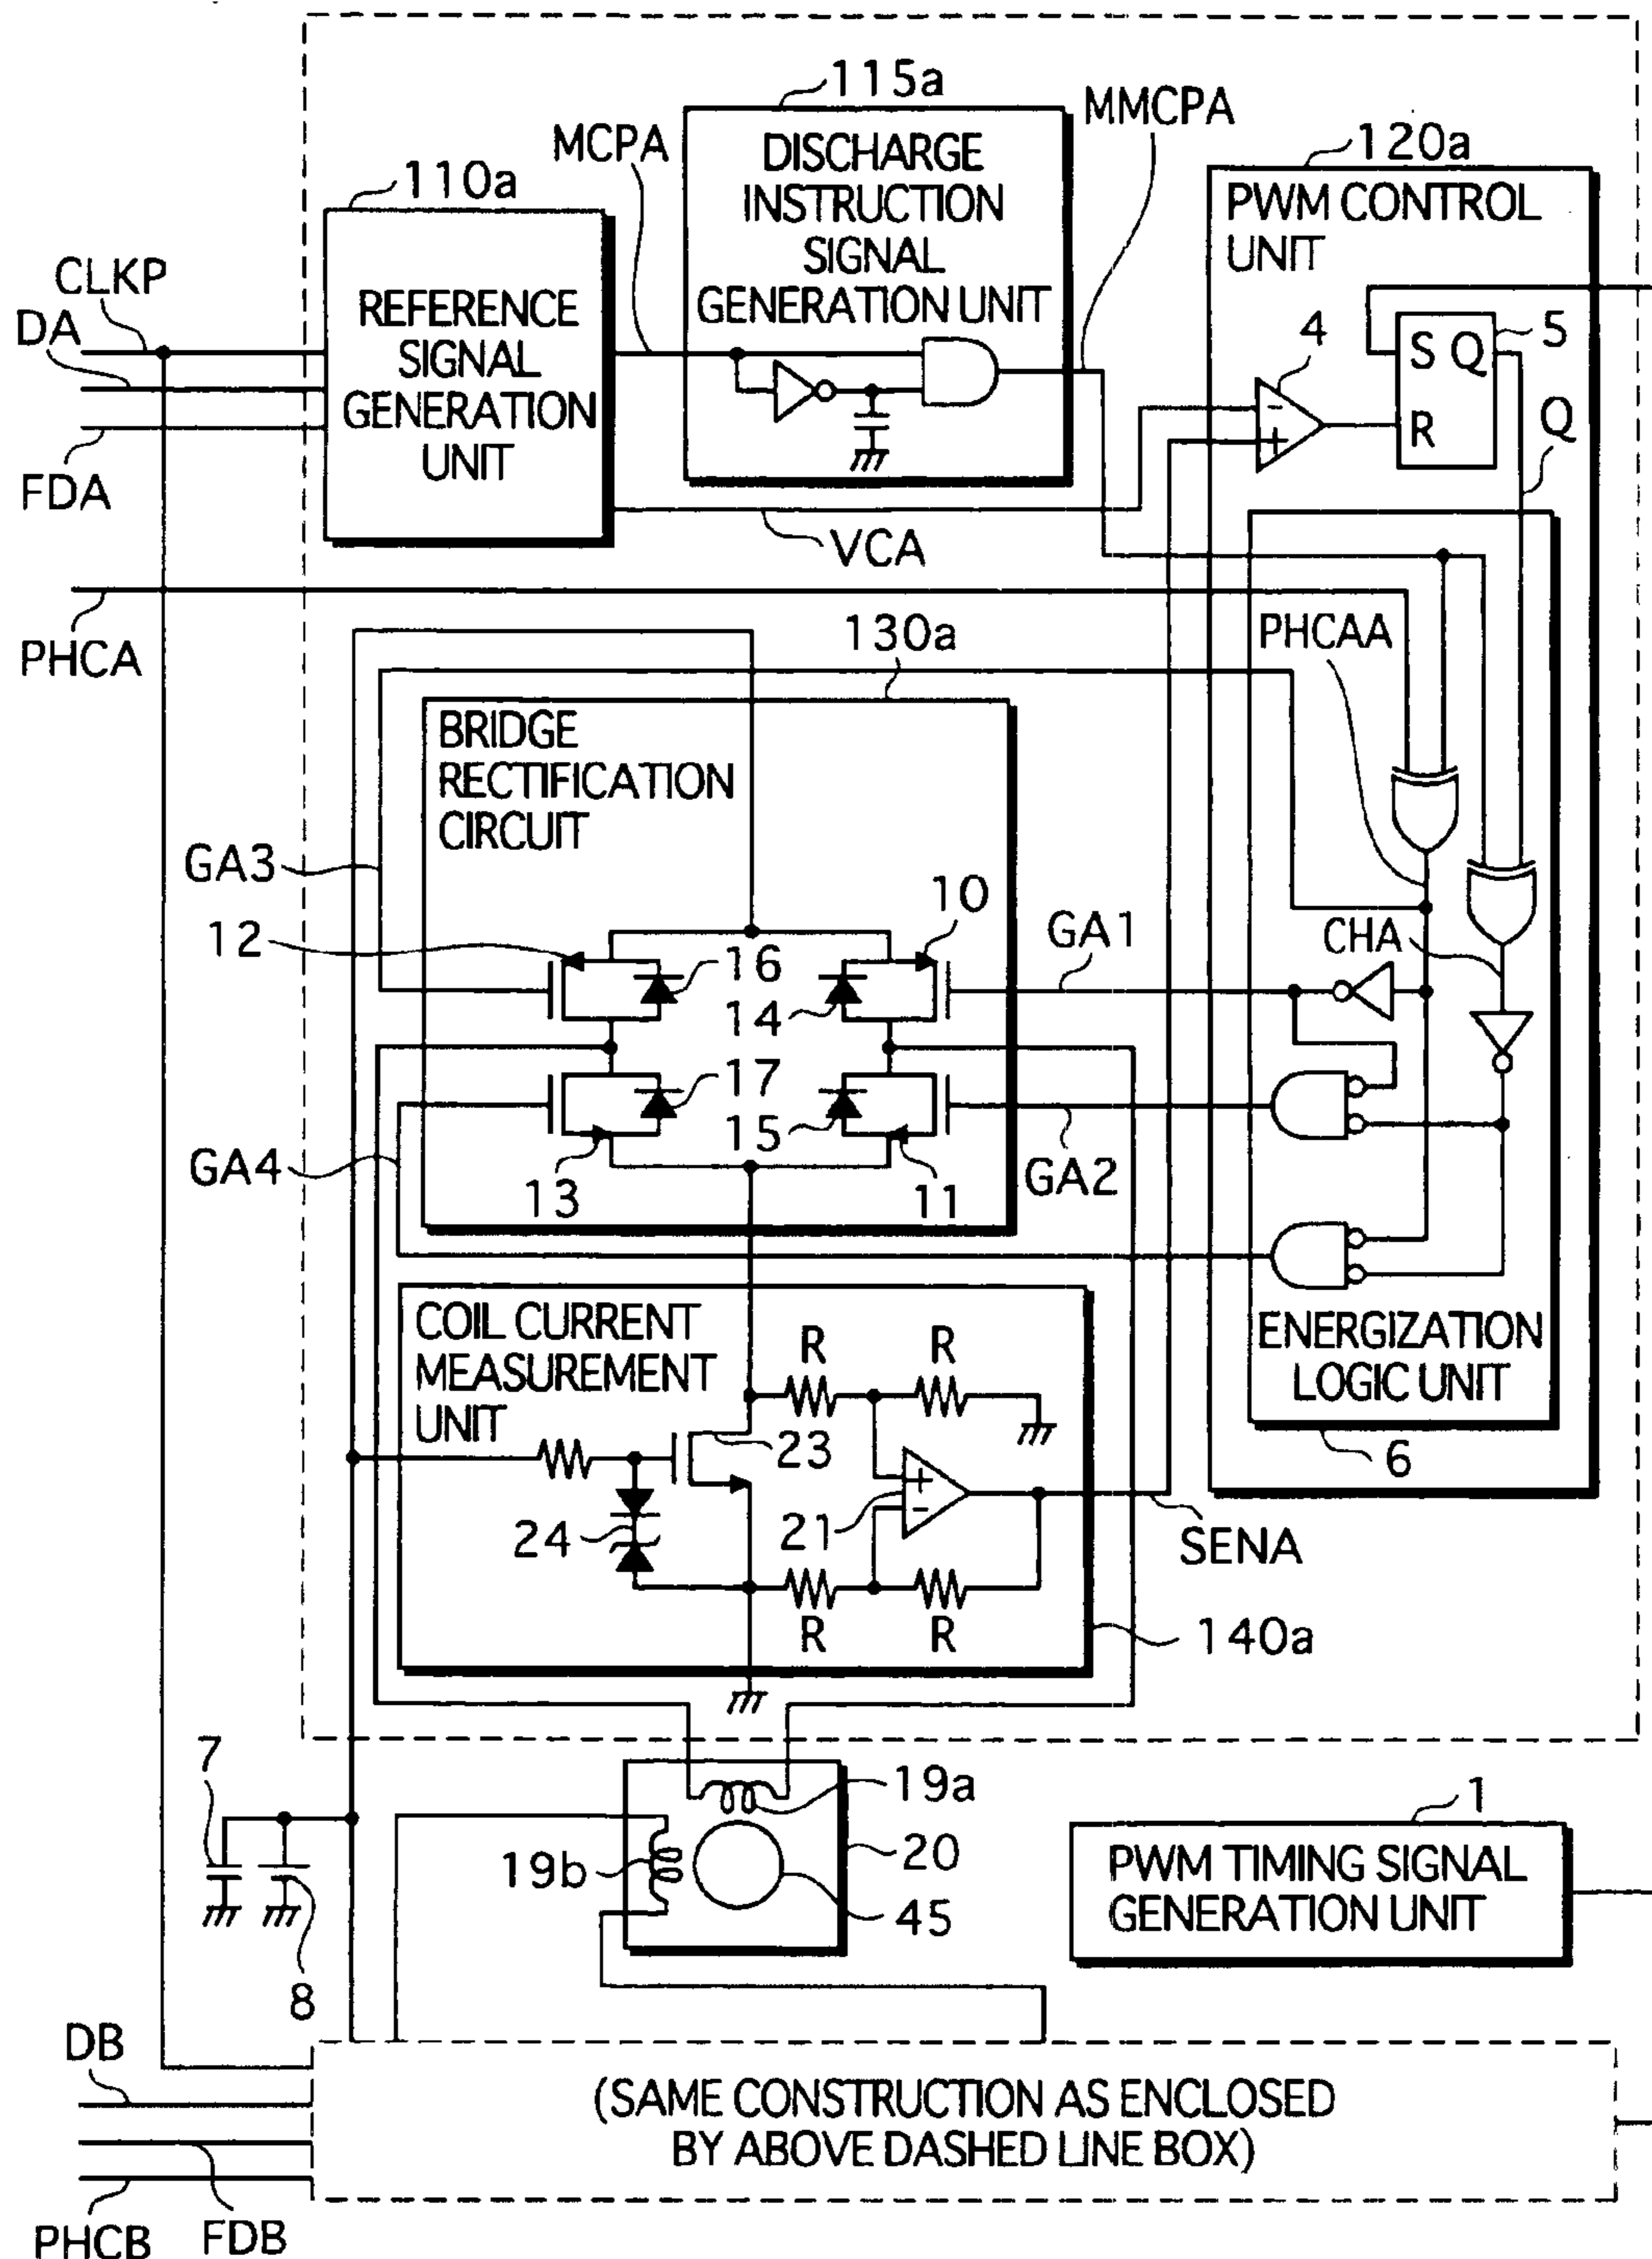 115a
MCPA
MMCPA
DISCHARGE
INSTRUCTION
SIGNAL
GENERATION UNIT
110a
120a
PWM CONTROL
UNIT
CLKP
DA
FDA
REFERENCE
SIGNAL
GENERATION
UNIT
4
5
S Q
R
-
+
Q
VCA
PHCA
130a
PHCAA
BRIDGE
RECTIFICATION
CIRCUIT
GA3
12
10
16
14
GA1
CHA
17
15
GA4
13
11
GA2
COIL CURRENT
MEASUREMENT
UNIT
R
R
ENERGIZATION
LOGIC UNIT
6
23
+
-
21
24
SENA
R
R
140a
7
8
19a
19b
20
45
1
PWM TIMING SIGNAL
GENERATION UNIT
DB
(SAME CONSTRUCTION AS ENCLOSED
BY ABOVE DASHED LINE BOX)
PHCB
FDB